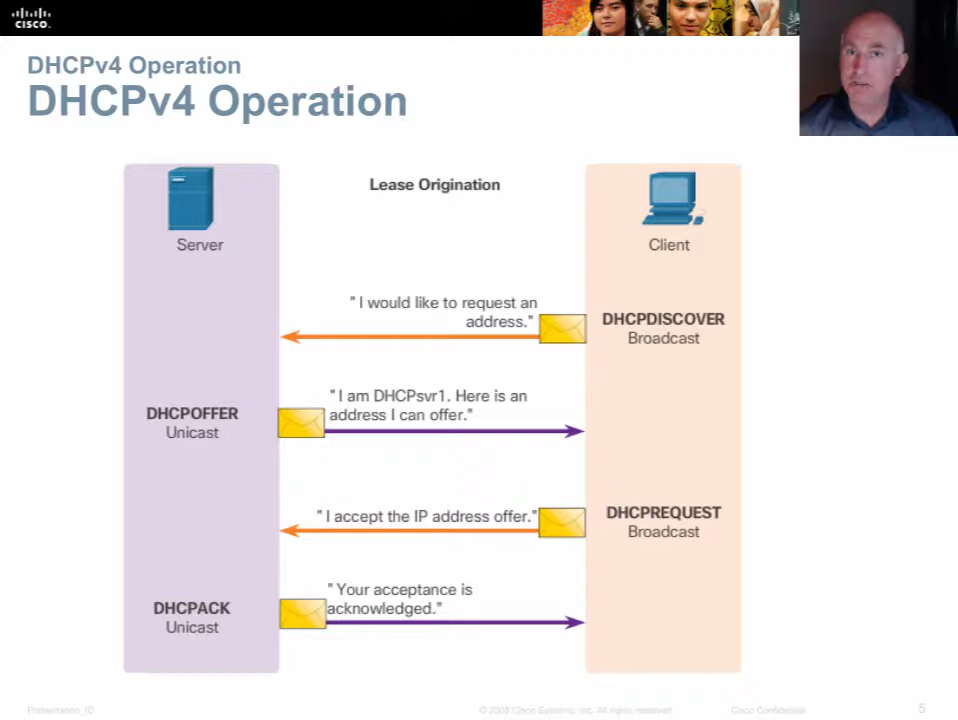 CISCO.
DHCPv4 Operation
DHCPv4 Operation
Lease Origination
Server
Client
" I would like to request an
address."
DHCPDISCOVER
Broadcast
" I am DHCPsvr1. Here is an
address I can offer."
DHCPOFFER
Unicast
" I accept the IP address offer."
DHCPREQUEST
Broadcast
" Your acceptance is
acknowledged."
DHCPACK
Unicast
Presentation_ID
© 2008 Cisco Systems, Inc. All rights reserved.
Cisco Confidential
5